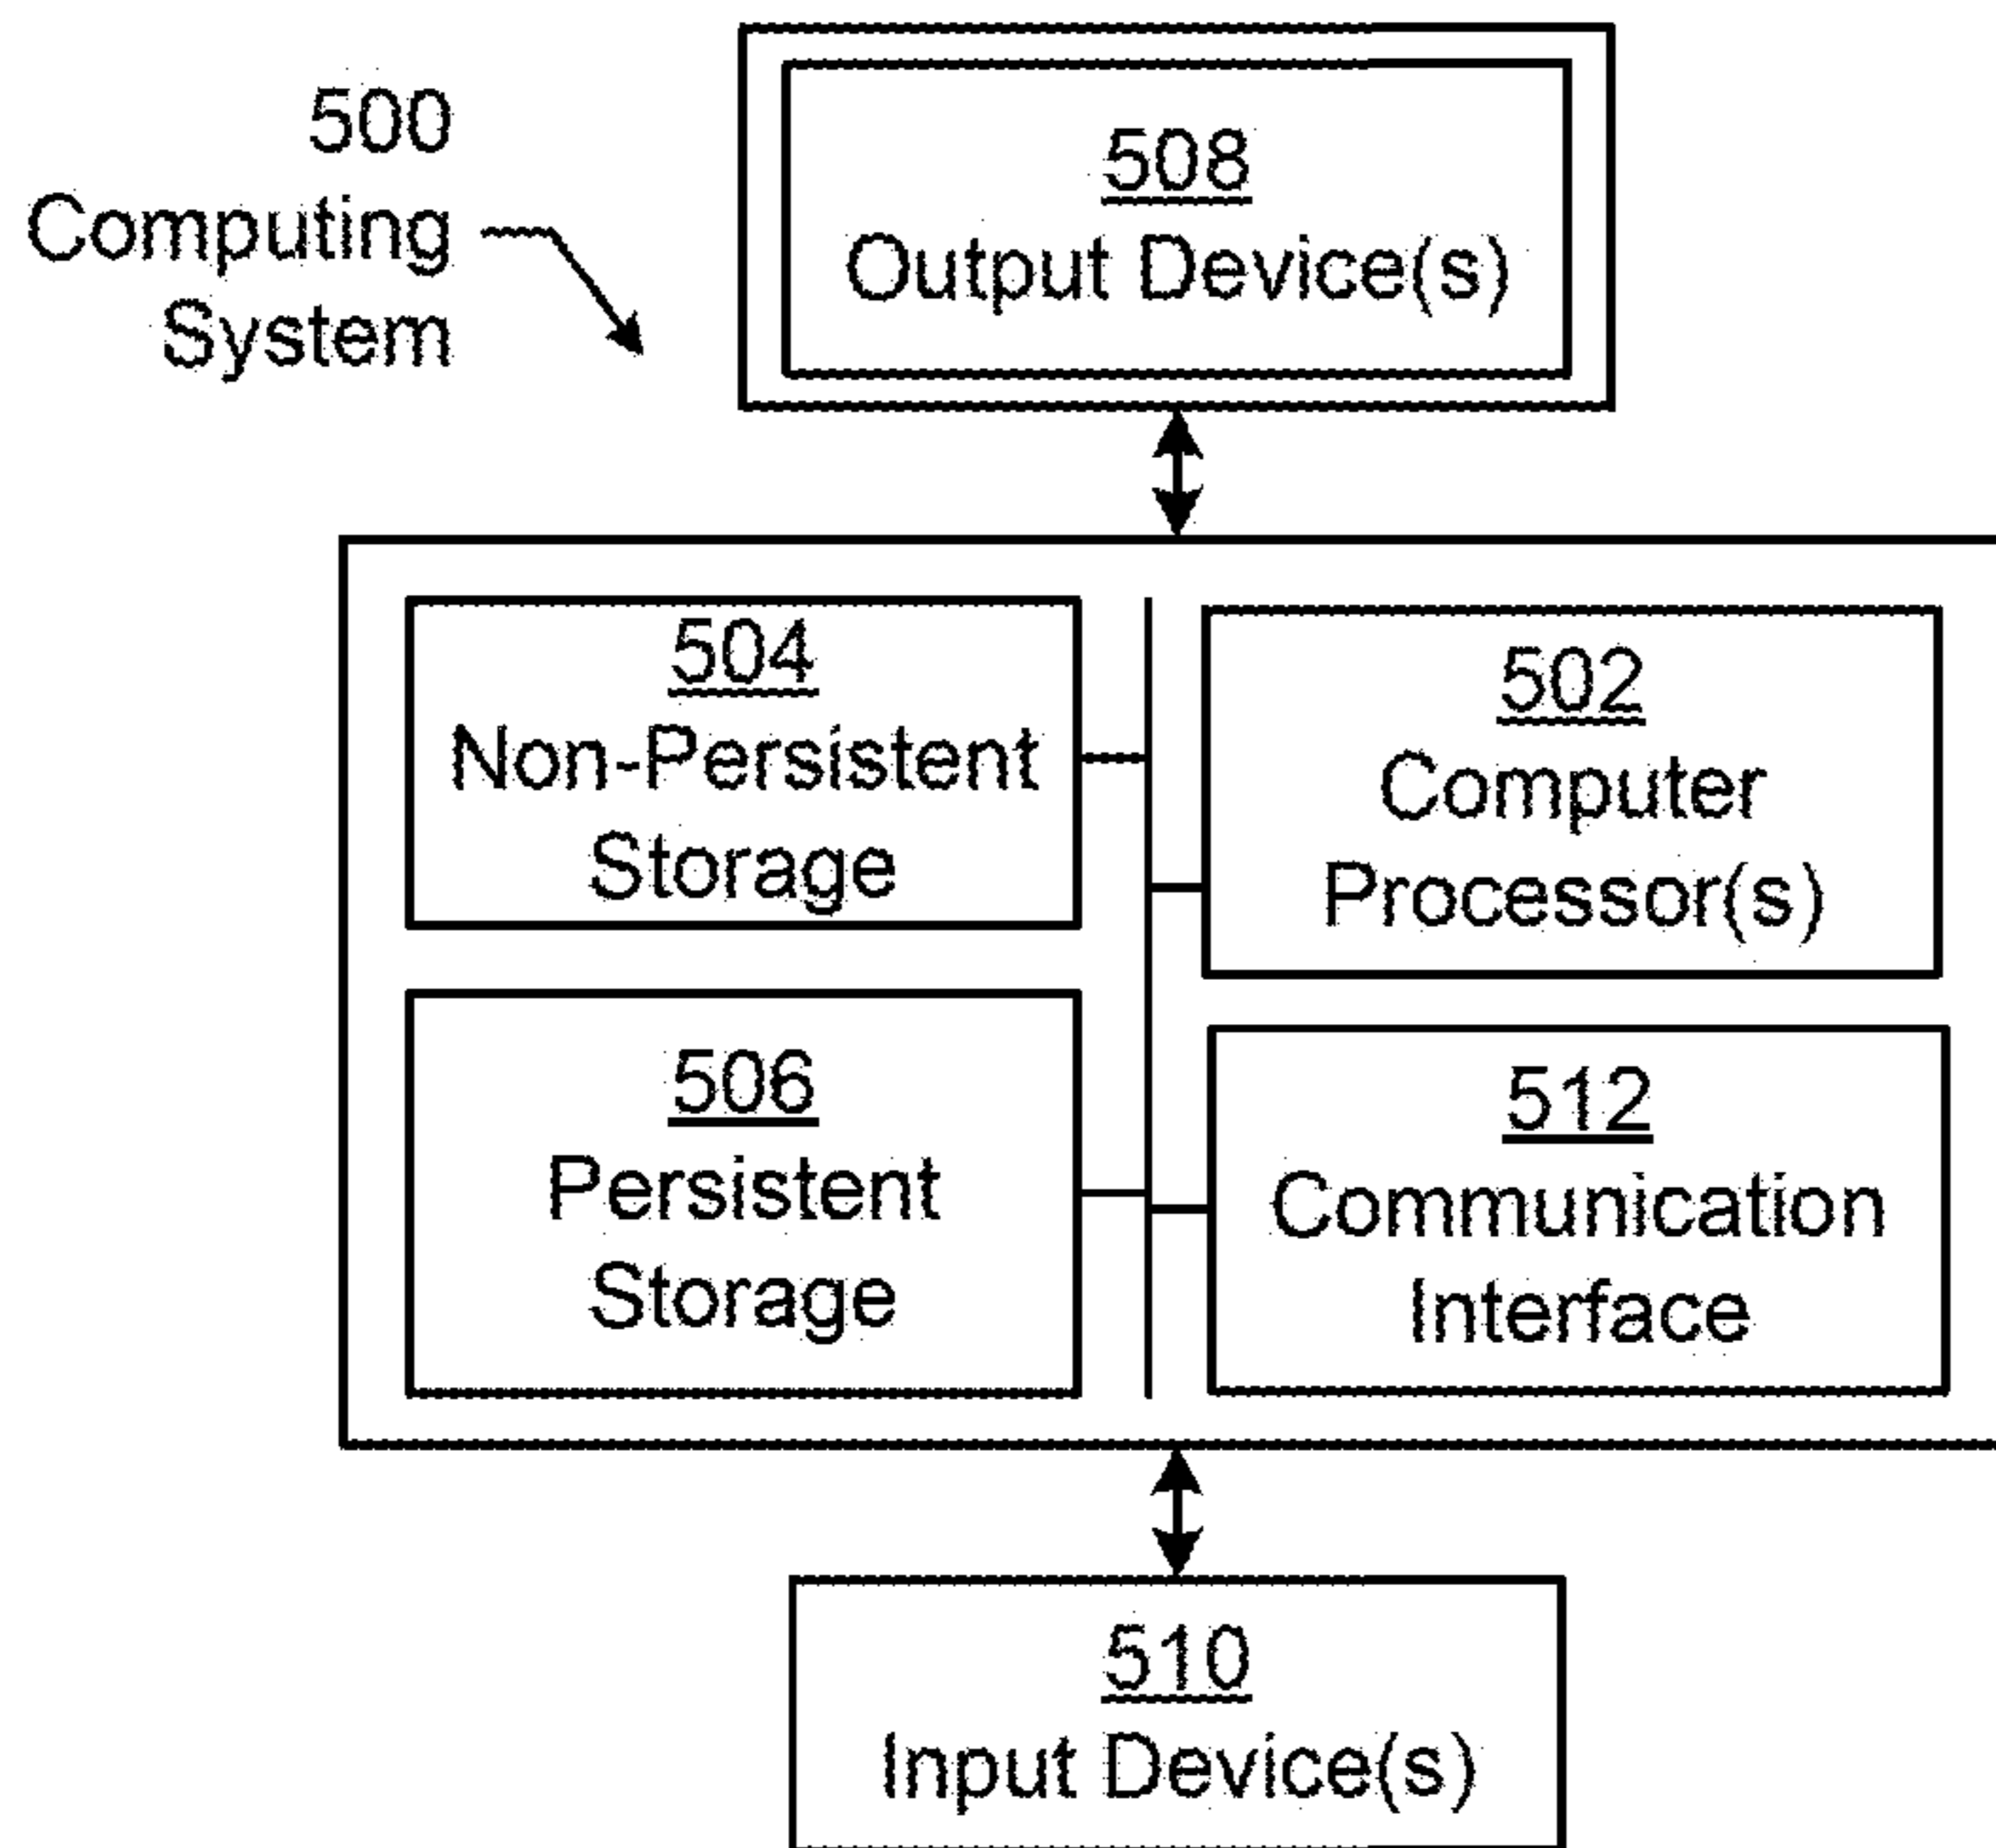 500
Computing
System
508
Output Device(s)
504
Non-Persistent
Storage
502
Computer
Processor(s)
506
Persistent
Storage
512
Communication
Interface
510
Input Device(s)